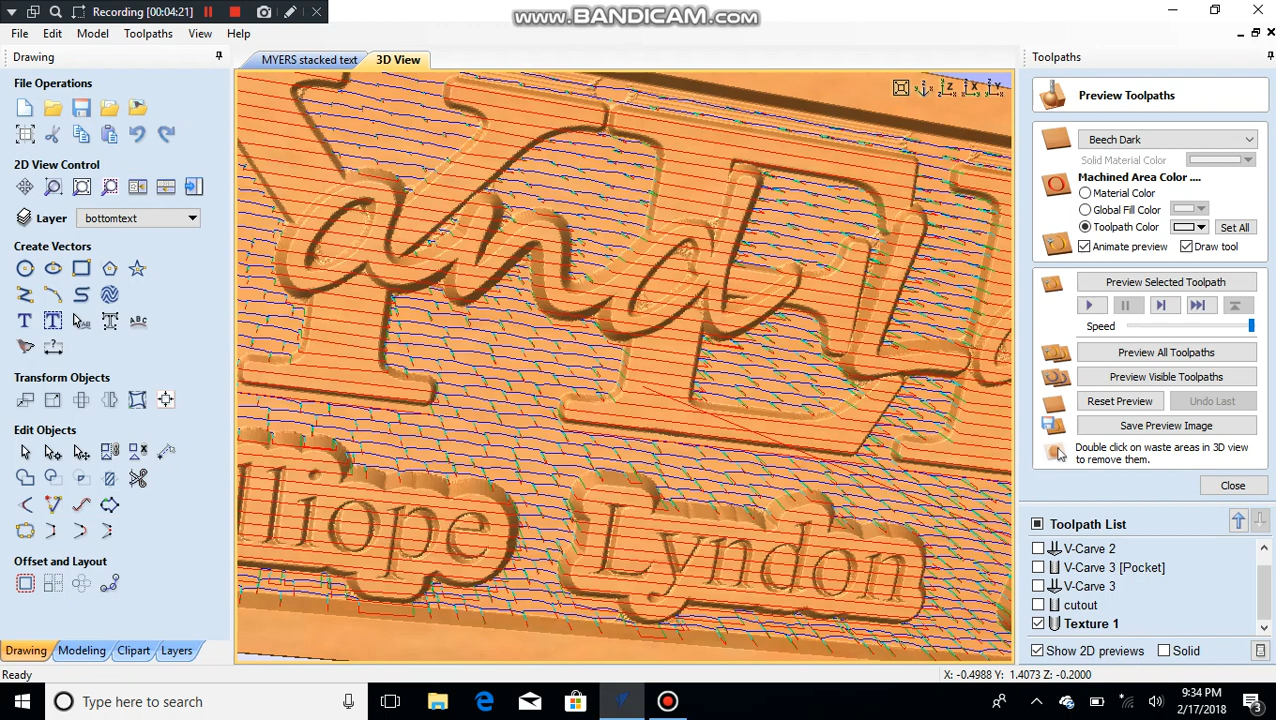 Recording [00:04:21]
www.BANDICAM.com
File Edit Model Toolpaths View Help
Drawing
File Operations
2D View Control
Layer bottomtext
Create Vectors
Transform Objects
Edit Objects
Offset and Layout
Drawing Modeling Clipart Layers
Ready
MYERS stacked text 3D View
Z X Y
and
Lyndon
Toolpaths
Preview Toolpaths
Beech Dark
Solid Material Color
Machined Area Color ....
Material Color
Global Fill Color
Toolpath Color Set All
Animate preview Draw tool
Preview Selected Toolpath
Speed
Preview All Toolpaths
Preview Visible Toolpaths
Reset Preview Undo Last
Save Preview Image
Double click on waste areas in 3D view
to remove them.
Close
Toolpath List
V-Carve 2
V-Carve 3 [Pocket]
V-Carve 3
cutout
Texture 1
Show 2D previews Solid
X: -0.4988 Y: 1.4073 Z: -0.2000
Type here to search
9:34 PM
2/17/2018
3